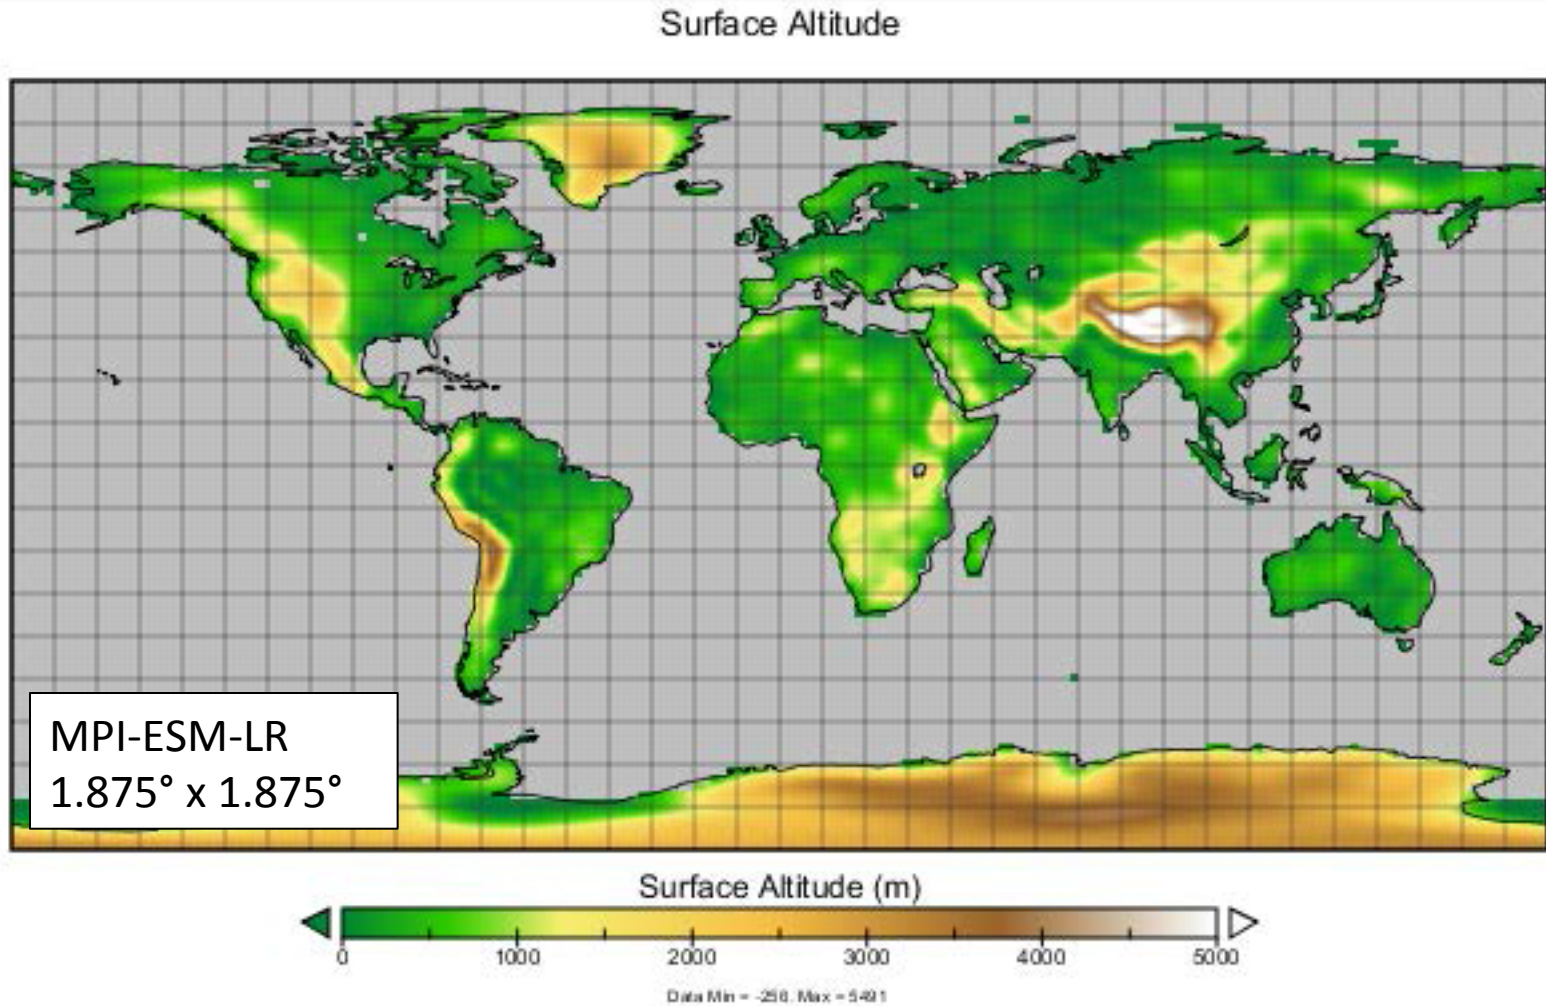 Surface Altitude
MPI-ESM-LR
1.875° x 1.875°
Surface Altitude (m)
0 1000 2000 3000 4000 5000
Data Min = -256. Max = 5491